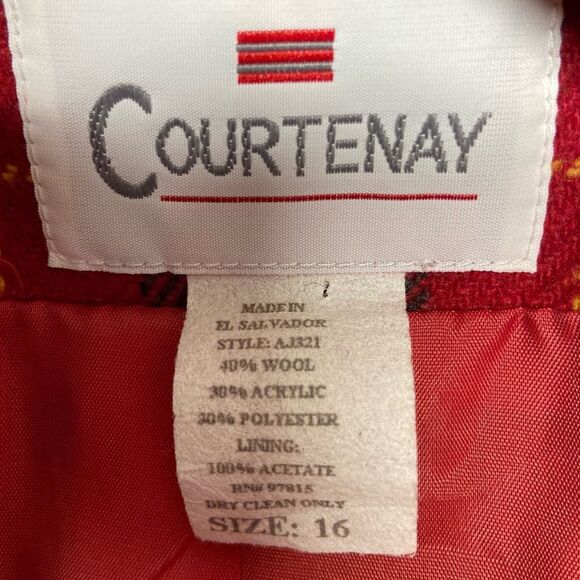 COURTENAY
MADE IN
EL SALVADOR
STYLE: AJ321
40% WOOL
30% ACRYLIC
30% POLYESTER
LINING:
100% ACETATE
RN# 97815
DRY CLEAN ONLY
SIZE: 16